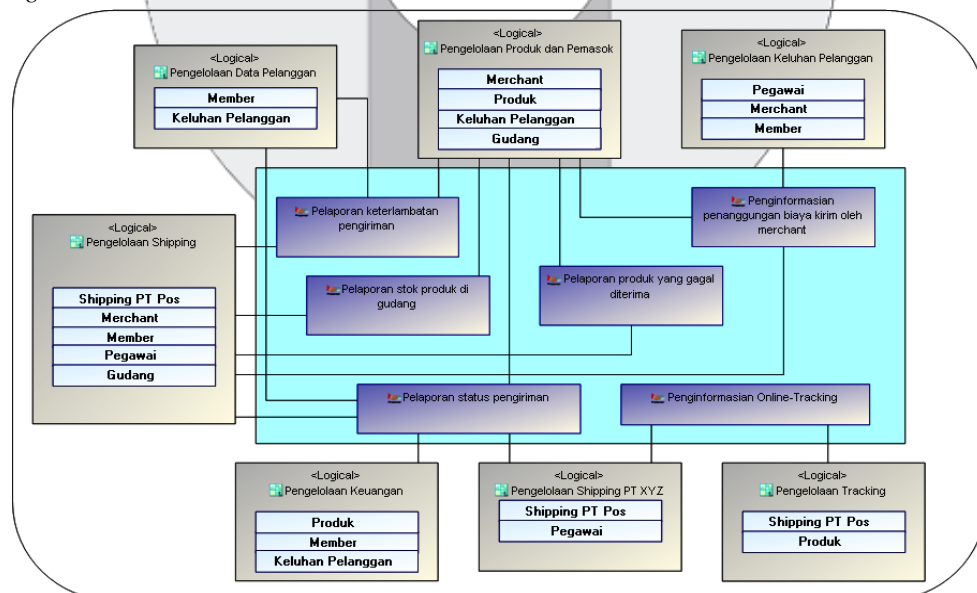 <Logical>
Pengelolaan Data Pelanggan
Member
Keluhan Pelanggan
<Logical>
Pengelolaan Produk dan Pemasok
Merchant
Produk
Keluhan Pelanggan
Gudang
<Logical>
Pengelolaan Keluhan Pelanggan
Pegawai
Merchant
Member
<Logical>
Pengelolaan Shipping
Shipping PT Pos
Merchant
Member
Pegawai
Gudang
Pelaporan keterlambatan
pengiriman
Penginformasian
penanggungan biaya kirim oleh
merchant
Pelaporan stok produk di
gudang
Pelaporan produk yang gagal
diterima
Pelaporan status pengiriman
Penginformasian Online-Tracking
<Logical>
Pengelolaan Keuangan
Produk
Member
Keluhan Pelanggan
<Logical>
Pengelolaan Shipping PT XYZ
Shipping PT Pos
Pegawai
<Logical>
Pengelolaan Tracking
Shipping PT Pos
Produk